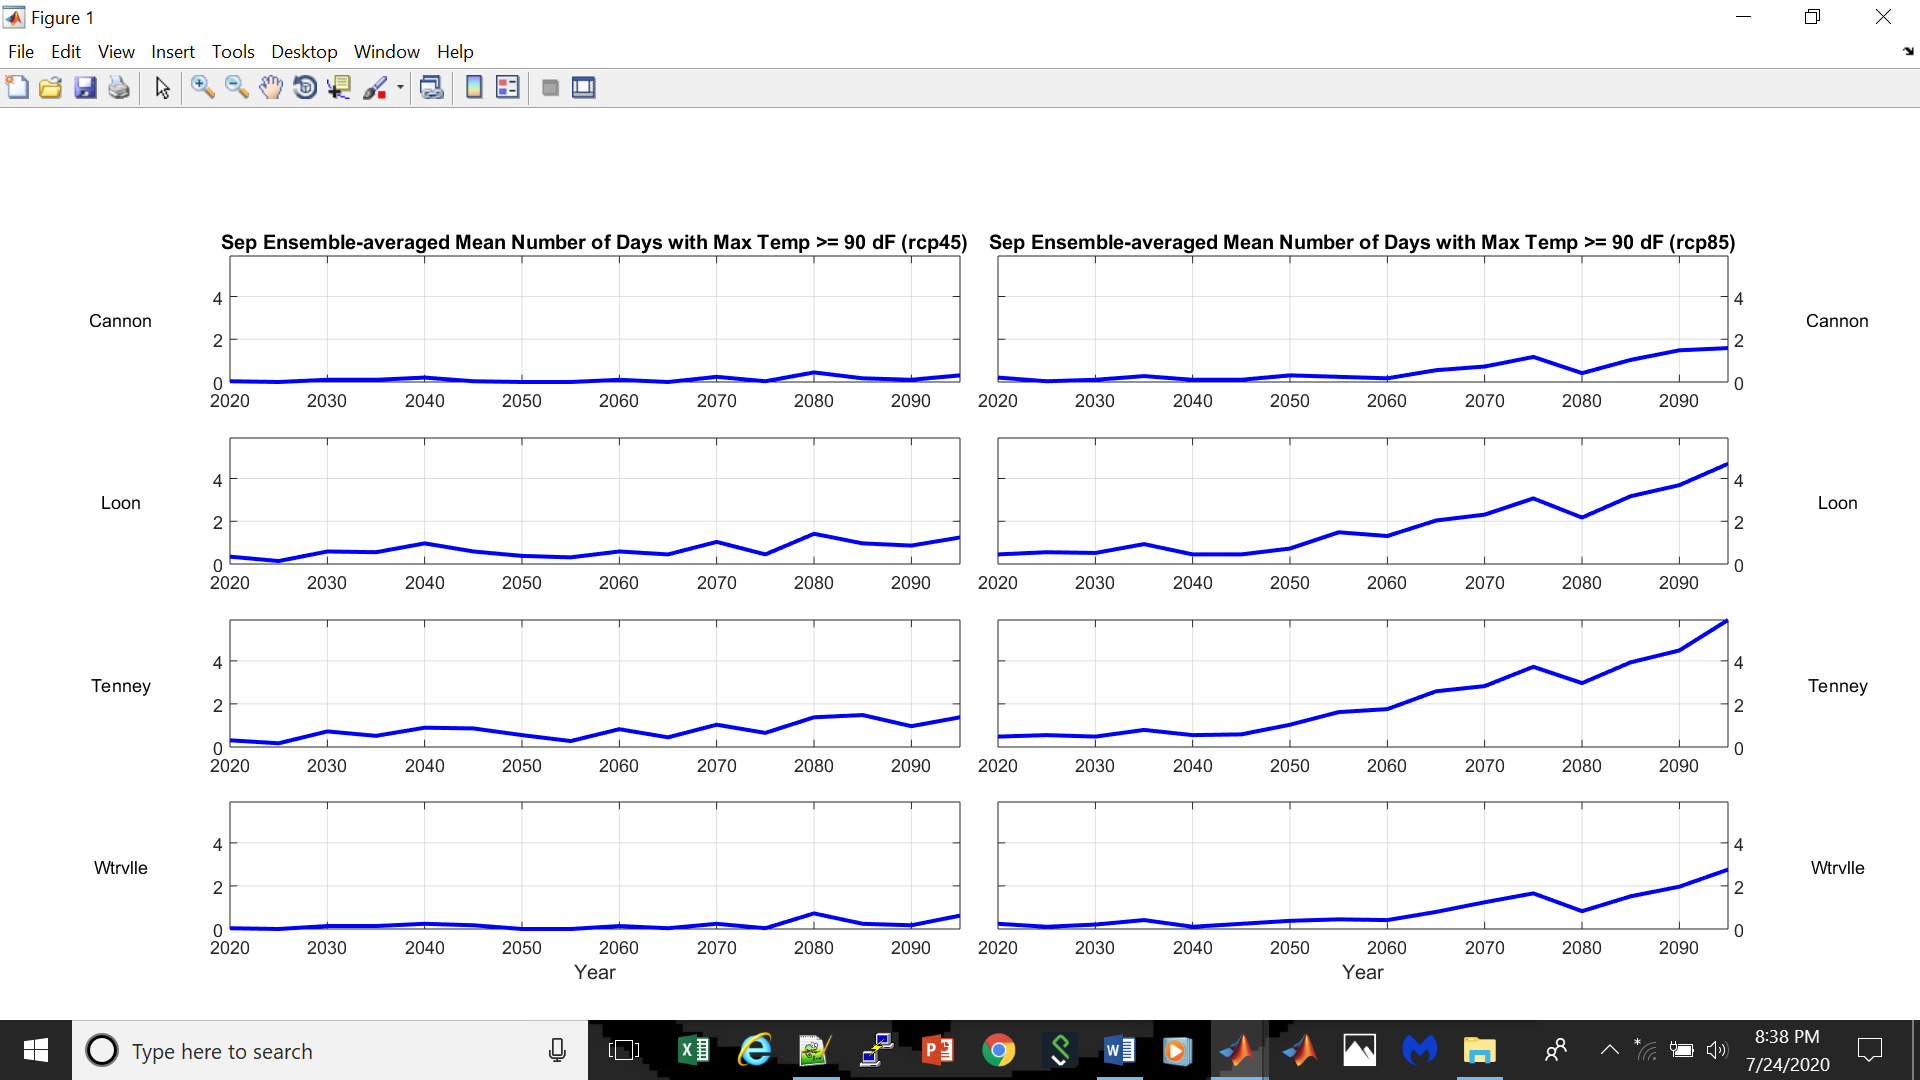 Figure 1
File Edit View Insert Tools Desktop Window Help
Sep Ensemble-averaged Mean Number of Days with Max Temp >= 90 dF (rcp45)
Sep Ensemble-averaged Mean Number of Days with Max Temp >= 90 dF (rcp85)
Cannon
4
2
0
2020 2030 2040 2050 2060 2070 2080 2090
4
2
0
2020 2030 2040 2050 2060 2070 2080 2090
Cannon
Loon
4
2
0
2020 2030 2040 2050 2060 2070 2080 2090
4
2
0
2020 2030 2040 2050 2060 2070 2080 2090
Loon
Tenney
4
2
0
2020 2030 2040 2050 2060 2070 2080 2090
4
2
0
2020 2030 2040 2050 2060 2070 2080 2090
Tenney
Wtrvlle
4
2
0
2020 2030 2040 2050 2060 2070 2080 2090
Year
4
2
0
2020 2030 2040 2050 2060 2070 2080 2090
Year
Wtrvlle
Type here to search
8:38 PM
7/24/2020